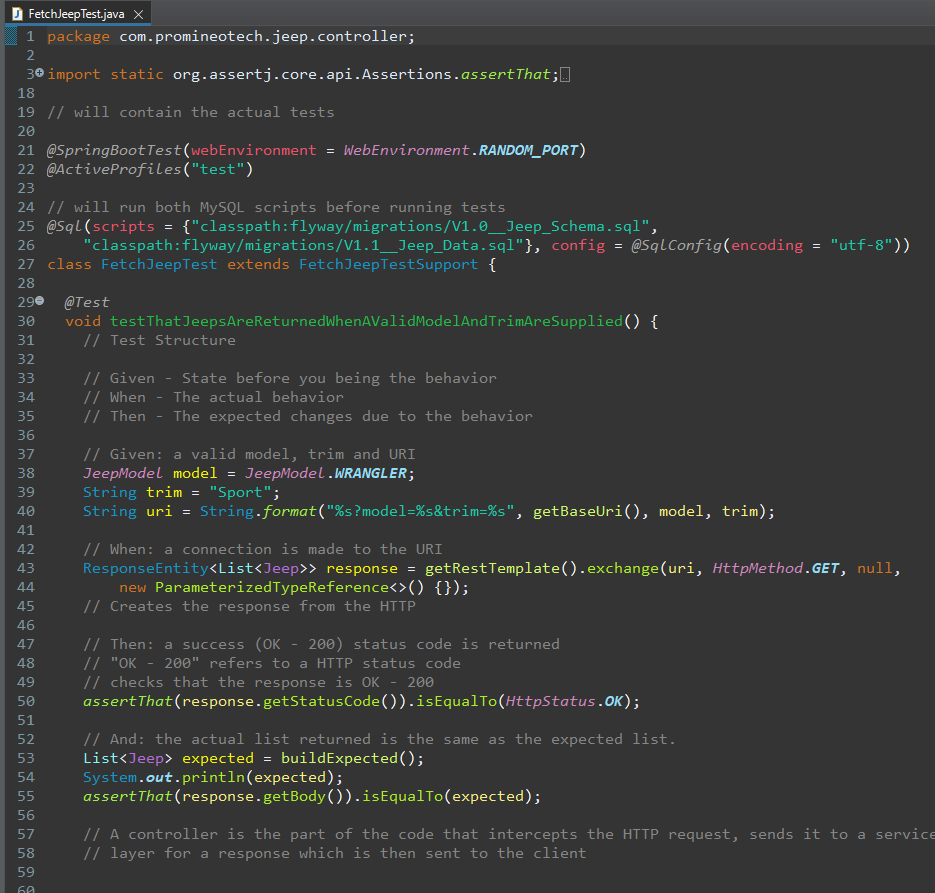 FetchJeepTest.java
1 package com.promineotech.jeep.controller;
2
3 import static org.assertj.core.api.Assertions.assertThat;
18
19 // will contain the actual tests
20
21 @SpringBootTest(webEnvironment = WebEnvironment.RANDOM_PORT)
22 @ActiveProfiles("test")
23
24 // will run both MySQL scripts before running tests
25 @Sql(scripts = {"classpath:flyway/migrations/V1.0__Jeep_Schema.sql",
26 "classpath:flyway/migrations/V1.1__Jeep_Data.sql"}, config = @SqlConfig(encoding = "utf-8"))
27 class FetchJeepTest extends FetchJeepTestSupport {
28
29 @Test
30 void testThatJeepsAreReturnedWhenAValidModelAndTrimAreSupplied() {
31 // Test Structure
32
33 // Given - State before you being the behavior
34 // When - The actual behavior
35 // Then - The expected changes due to the behavior
36
37 // Given: a valid model, trim and URI
38 JeepModel model = JeepModel.WRANGLER;
39 String trim = "Sport";
40 String uri = String.format("%s?model=%s&trim=%s", getBaseUri(), model, trim);
41
42 // When: a connection is made to the URI
43 ResponseEntity<List<Jeep>> response = getRestTemplate().exchange(uri, HttpMethod.GET, null,
44 new ParameterizedTypeReference<>() {});
45 // Creates the response from the HTTP
46
47 // Then: a success (OK - 200) status code is returned
48 // "OK - 200" refers to a HTTP status code
49 // checks that the response is OK - 200
50 assertThat(response.getStatusCode()).isEqualTo(HttpStatus.OK);
51
52 // And: the actual list returned is the same as the expected list.
53 List<Jeep> expected = buildExpected();
54 System.out.println(expected);
55 assertThat(response.getBody()).isEqualTo(expected);
56
57 // A controller is the part of the code that intercepts the HTTP request, sends it to a service
58 // layer for a response which is then sent to the client
59
60